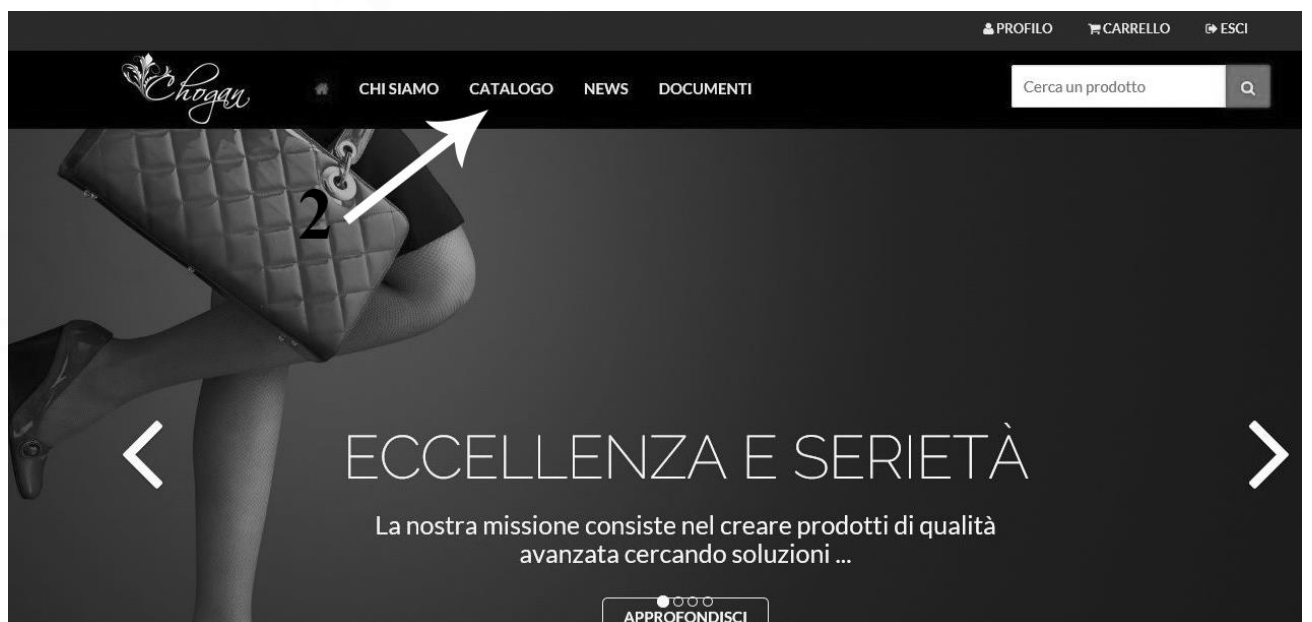 PROFILO CARRELLO ESCI
Chogan CHI SIAMO CATALOGO NEWS DOCUMENTI Cerca un prodotto
2
ECCELLENZA E SERIETÀ
La nostra missione consiste nel creare prodotti di qualità
avanzata cercando soluzioni ...
APPROFONDISCI